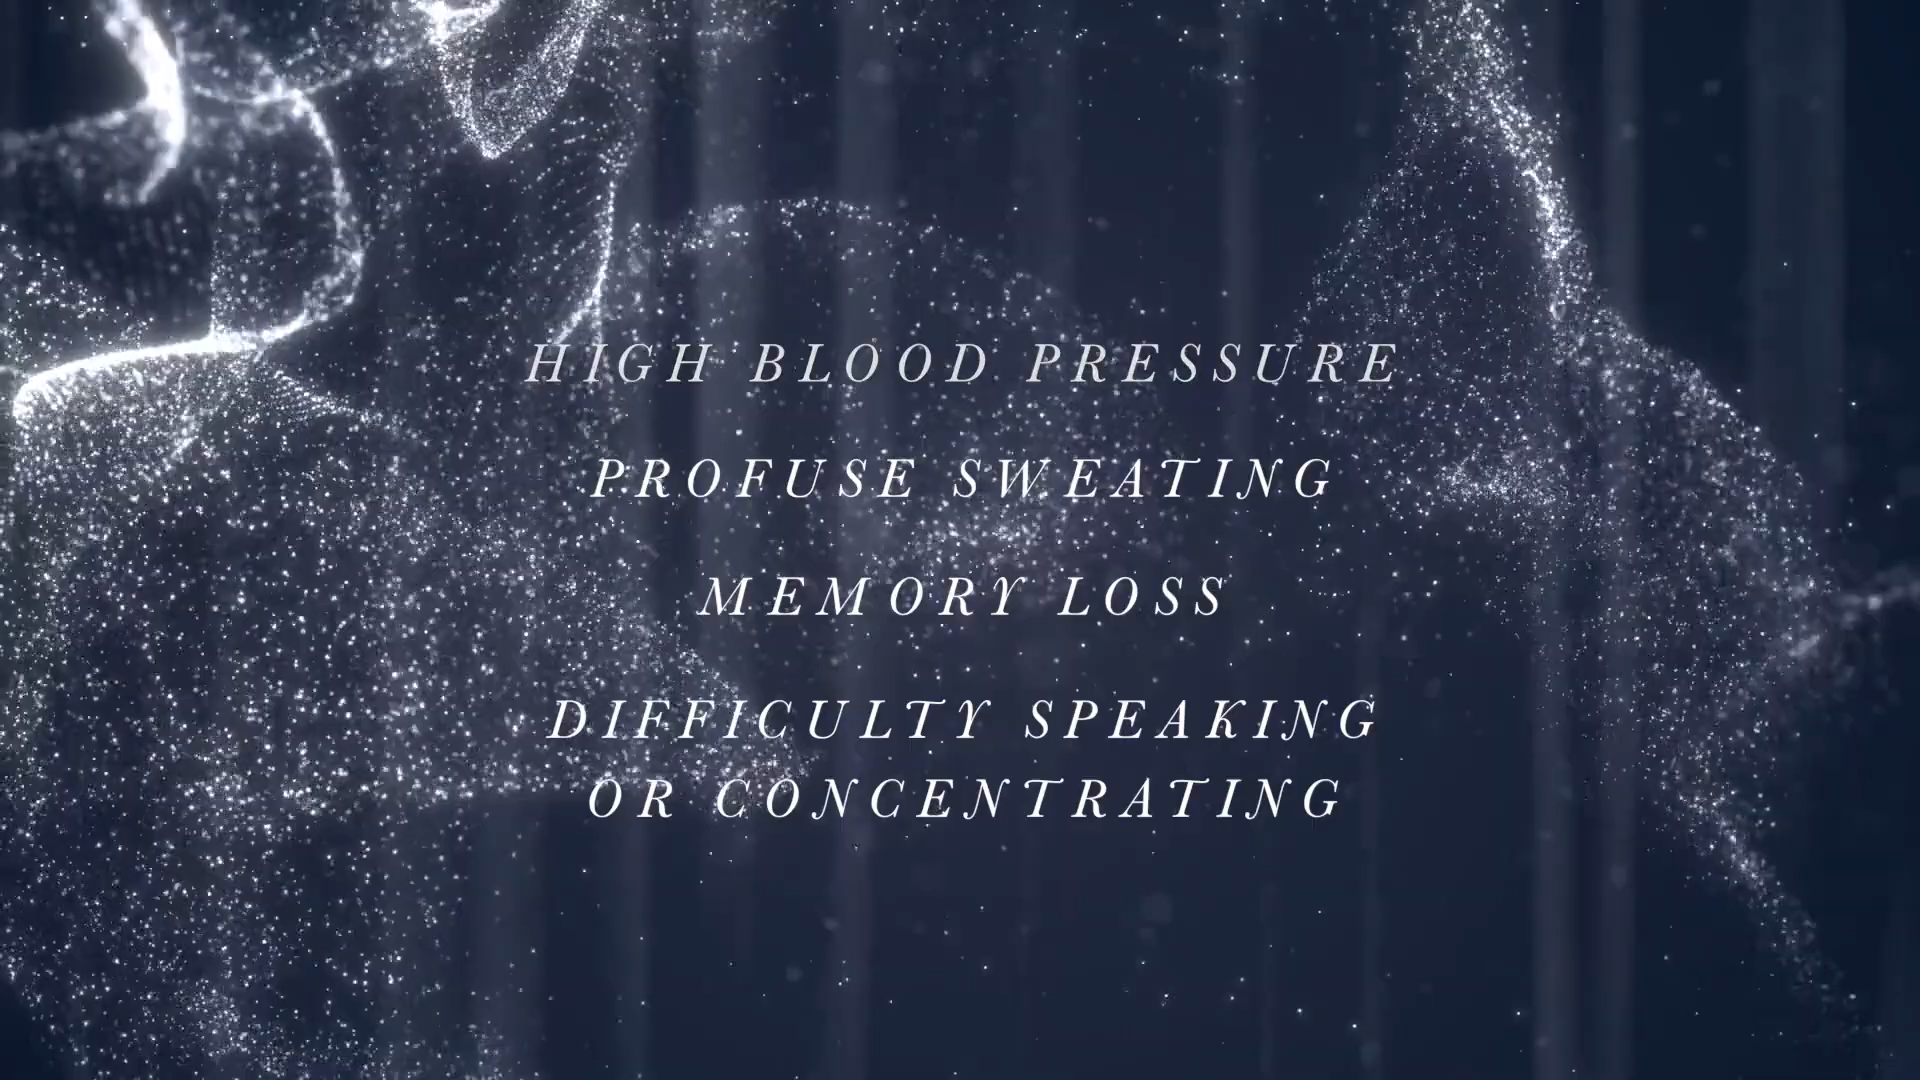 HIGH BLOOD PRESSURE
PROFUSE SWEATING
MEMORY LOSS
DIFFICULTY SPEAKING
OR CONCENTRATING